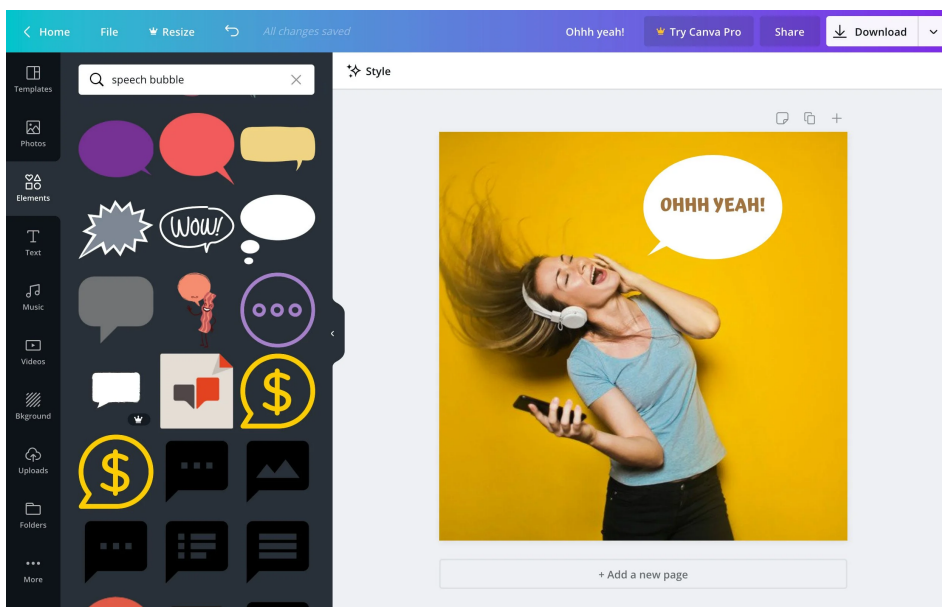 Home File Resize All changes saved Ohhh yeah! Try Canva Pro Share Download
Templates
speech bubble
Style
Photos
Elements
WOW!
OHHH YEAH!
Text
Music
Videos
$
Bkground
$
Uploads
Folders
More
+ Add a new page